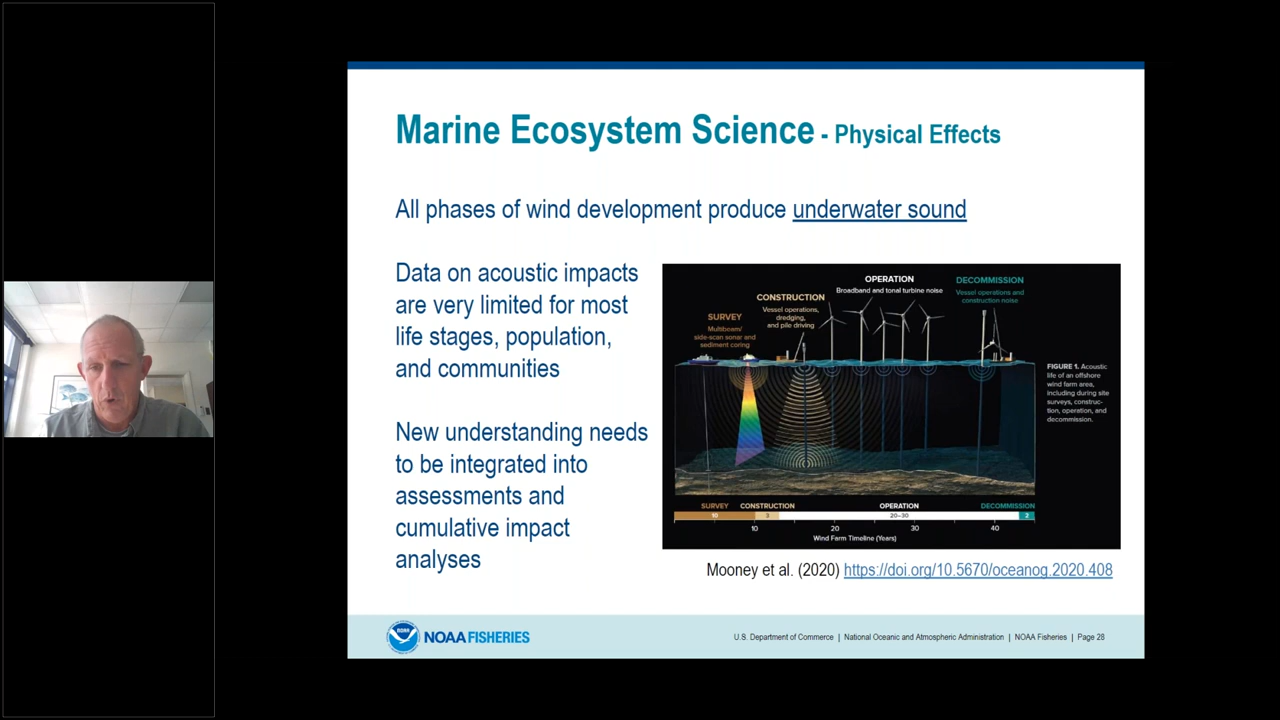 Marine Ecosystem Science - Physical Effects
All phases of wind development produce underwater sound
Data on acoustic impacts
are very limited for most
life stages, population,
and communities
New understanding needs
to be integrated into
assessments and
cumulative impact
analyses
SURVEY
Multibeam/
side-scan sonar and
sediment coring
CONSTRUCTION
Vessel operations,
dredging,
and pile driving
OPERATION
Broadband and tonal turbine noise
DECOMMISSION
Vessel operations and
construction noise
FIGURE 1. Acoustic
life of an offshore
wind farm area,
including during site
surveys, construc-
tion, operation, and
decommission.
SURVEY CONSTRUCTION OPERATION DECOMMISSION
10 3 20–30 2
10 20 30 40
Wind Farm Timeline (Years)
Mooney et al. (2020) https://doi.org/10.5670/oceanog.2020.408
NOAA
NOAA FISHERIES
U.S. Department of Commerce | National Oceanic and Atmospheric Administration | NOAA Fisheries | Page 28